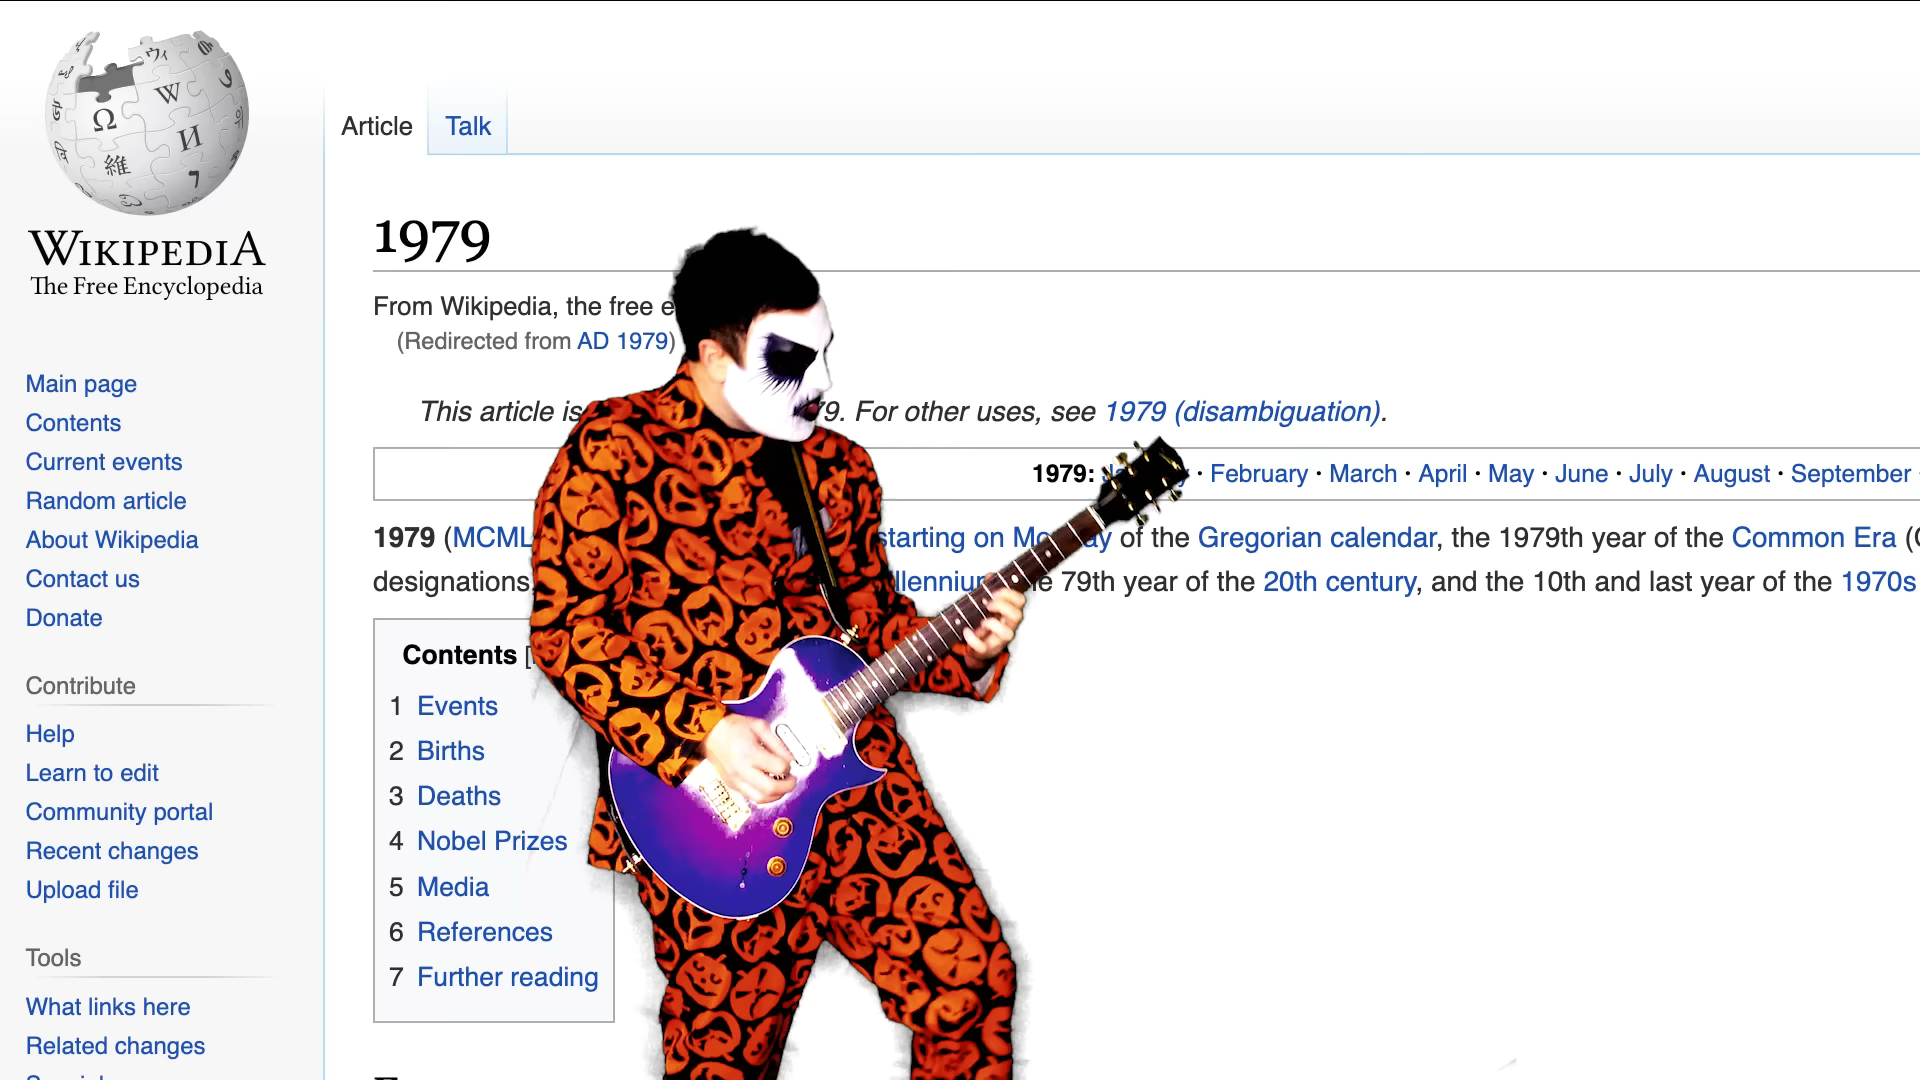 WIKIPEDIA
The Free Encyclopedia
Main page
Contents
Current events
Random article
About Wikipedia
Contact us
Donate
Contribute
Help
Learn to edit
Community portal
Recent changes
Upload file
Tools
What links here
Related changes
Article Talk
1979
From Wikipedia, the free
(Redirected from AD 1979)
This article is 79. For other uses, see 1979 (disambiguation).
1979: February · March · April · May · June · July · August · September
1979 (MCML starting on of the Gregorian calendar, the 1979th year of the Common Era (
designations, 79th year of the 20th century, and the 10th and last year of the 1970s
Contents [
1 Events
2 Births
3 Deaths
4 Nobel Prizes
5 Media
6 References
7 Further reading